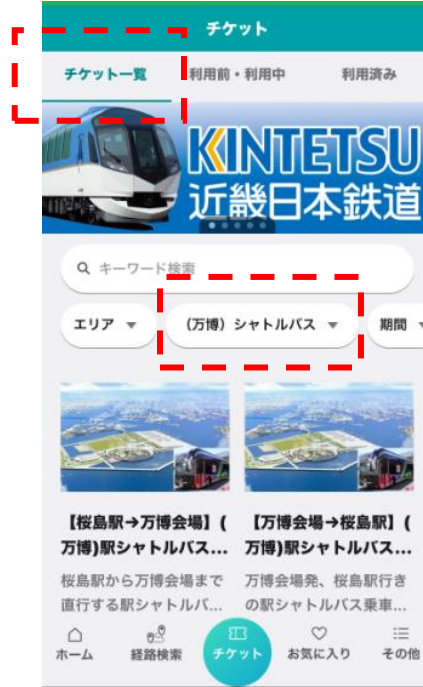 チケット
チケット一覧 利用前・利用中 利用済み
KINTETSU
近畿日本鉄道
キーワード検索
エリア ▼ (万博) シャトルバス ▼ 期間 ▼
【桜島駅→万博会場】(
万博)駅シャトルバス...
桜島駅から万博会場まで
直行する駅シャトルバ...
【万博会場→桜島駅】(
万博)駅シャトルバス...
万博会場発、桜島駅行き
の駅シャトルバス乗車...
ホーム 経路検索 チケット お気に入り その他